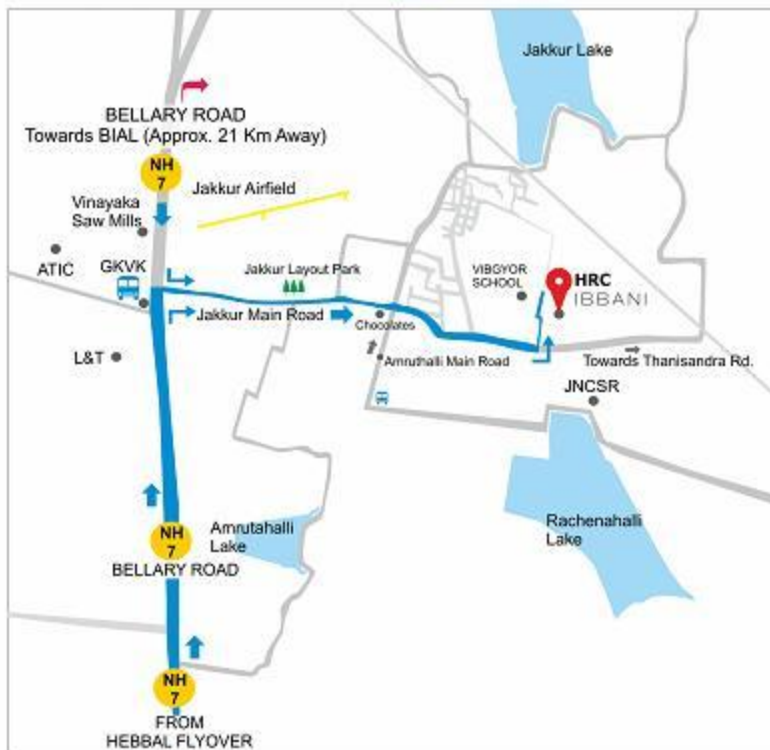 Jakkur Lake
BELLARY ROAD
Towards BIAL (Approx. 21 Km Away)
NH
7
Jakkur Airfield
Vinayaka
Saw Mills
ATIC
GKVK
Jakkur Layout Park
VIBGYOR
SCHOOL
HRC
IBBANI
Jakkur Main Road
Chocolates
L&T
Amruthalli Main Road
Towards Thanisandra Rd.
JNCSR
Amrutahalli
Lake
Rachenahalli
Lake
NH
7
BELLARY ROAD
NH
7
FROM
HEBBAL FLYOVER